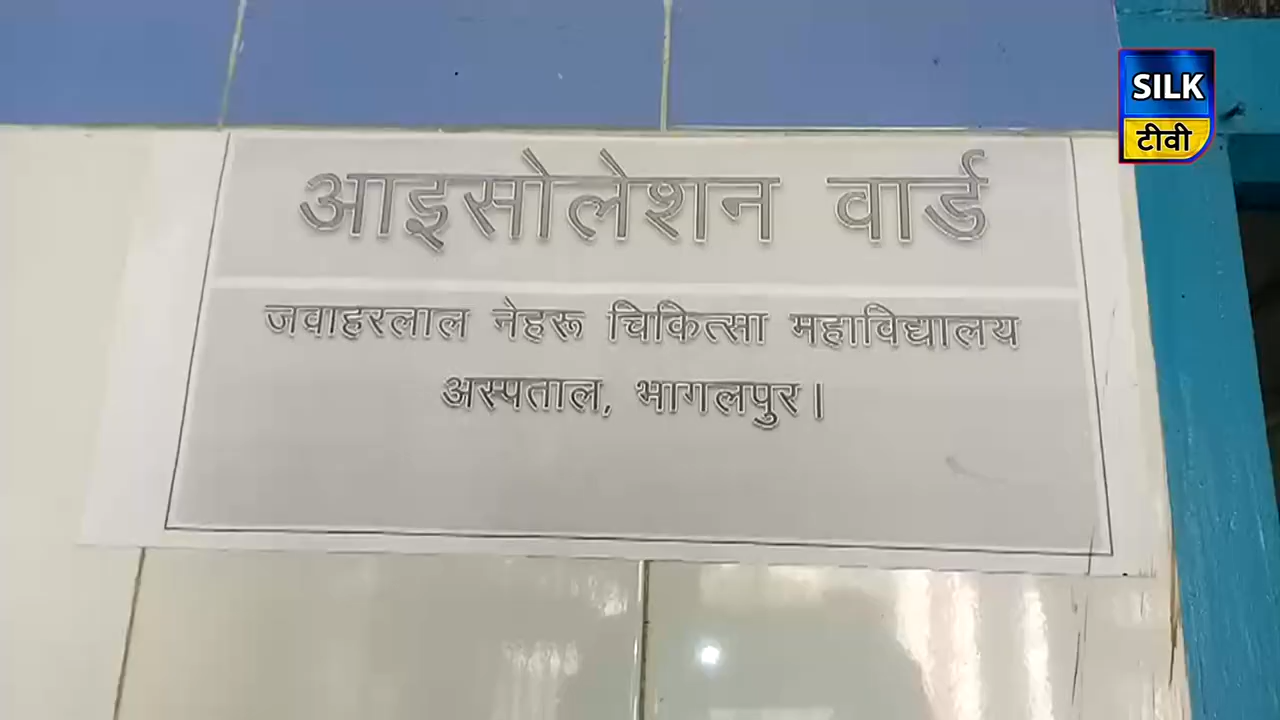 SILK
टीवी
आइसोलेशन वार्ड
जवाहरलाल नेहरू चिकित्सा महाविद्यालय
अस्पताल, भागलपुर।